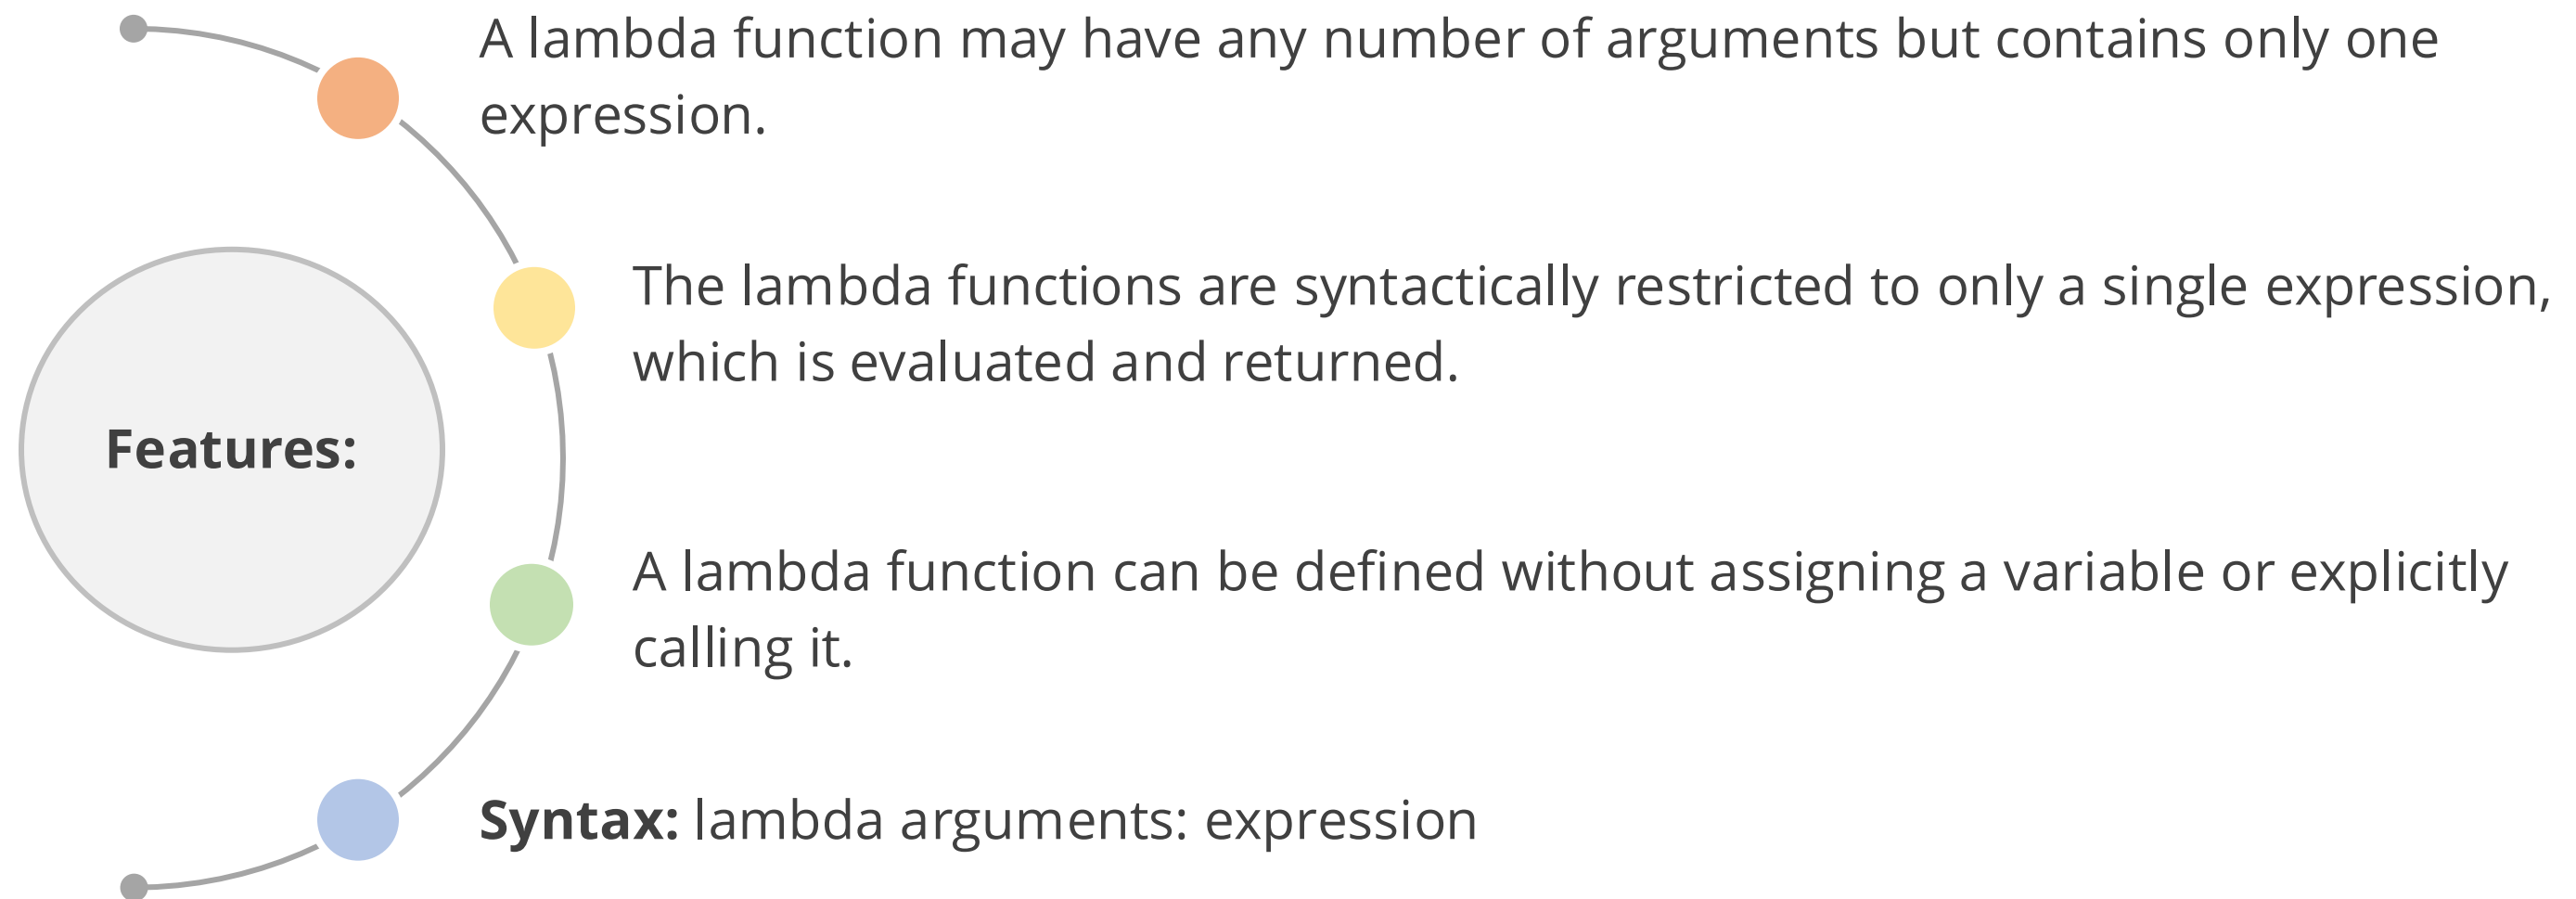 A lambda function may have any number of arguments but contains only one
expression.
The lambda functions are syntactically restricted to only a single expression,
which is evaluated and returned.
Features:
A lambda function can be defined without assigning a variable or explicitly
calling it.
Syntax: lambda arguments: expression